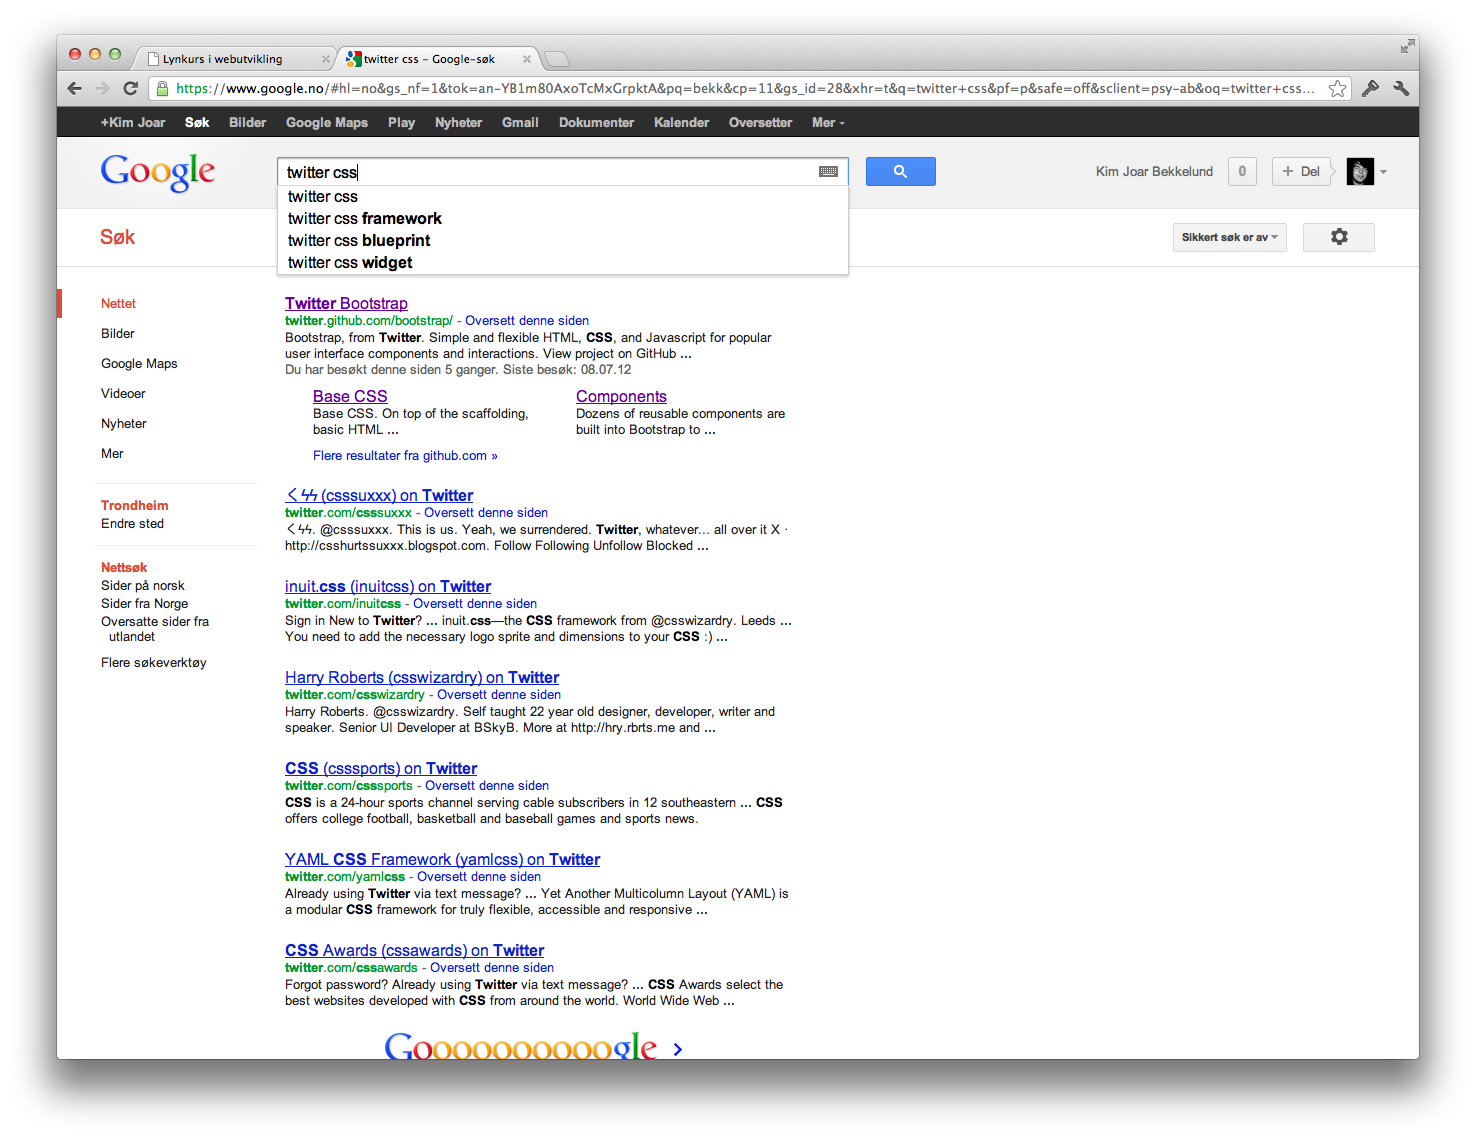 Lynkurs i webutvikling
twitter css – Google-søk
https://www.google.no/#hl=no&gs_nf=1&tok=an-YB1m80AxoTcMxGrpktA&pq=bekk&cp=11&gs_id=28&xhr=t&q=twitter+css&pf=p&safe=off&sclient=psy-ab&oq=twitter+css...
+Kim Joar Søk Bilder Google Maps Play Nyheter Gmail Dokumenter Kalender Oversetter Mer
Google
twitter css
Kim Joar Bekkelund 0 + Del
twitter css
twitter css framework
twitter css blueprint
twitter css widget
Søk
Sikkert søk er av
Nettet
Bilder
Google Maps
Videoer
Nyheter
Mer
Trondheim
Endre sted
Nettsøk
Sider på norsk
Sider fra Norge
Oversatte sider fra
utlandet
Flere søkeverktøy
Twitter Bootstrap
twitter.github.com/bootstrap/ - Oversett denne siden
Bootstrap, from Twitter. Simple and flexible HTML, CSS, and Javascript for popular
user interface components and interactions. View project on GitHub ...
Du har besøkt denne siden 5 ganger. Siste besøk: 08.07.12
Base CSS
Base CSS. On top of the scaffolding,
basic HTML ...
Components
Dozens of reusable components are
built into Bootstrap to ...
Flere resultater fra github.com »
くϟϟ (csssuxxx) on Twitter
twitter.com/csssuxxx - Oversett denne siden
くϟϟ. @csssuxxx. This is us. Yeah, we surrendered. Twitter, whatever... all over it X ·
http://csshurtssuxxx.blogspot.com. Follow Following Unfollow Blocked ...
inuit.css (inuitcss) on Twitter
twitter.com/inuitcss - Oversett denne siden
Sign in New to Twitter? ... inuit.css—the CSS framework from @csswizardry. Leeds ...
You need to add the necessary logo sprite and dimensions to your CSS :) ...
Harry Roberts (csswizardry) on Twitter
twitter.com/csswizardry - Oversett denne siden
Harry Roberts. @csswizardry. Self taught 22 year old designer, developer, writer and
speaker. Senior UI Developer at BSkyB. More at http://hry.rbrts.me and ...
CSS (csssports) on Twitter
twitter.com/csssports - Oversett denne siden
CSS is a 24-hour sports channel serving cable subscribers in 12 southeastern ... CSS
offers college football, basketball and baseball games and sports news.
YAML CSS Framework (yamlcss) on Twitter
twitter.com/yamlcss - Oversett denne siden
Already using Twitter via text message? ... Yet Another Multicolumn Layout (YAML) is
a modular CSS framework for truly flexible, accessible and responsive ...
CSS Awards (cssawards) on Twitter
twitter.com/cssawards - Oversett denne siden
Forgot password? Already using Twitter via text message? ... CSS Awards select the
best websites developed with CSS from around the world. World Wide Web ...
Goooooooooogle